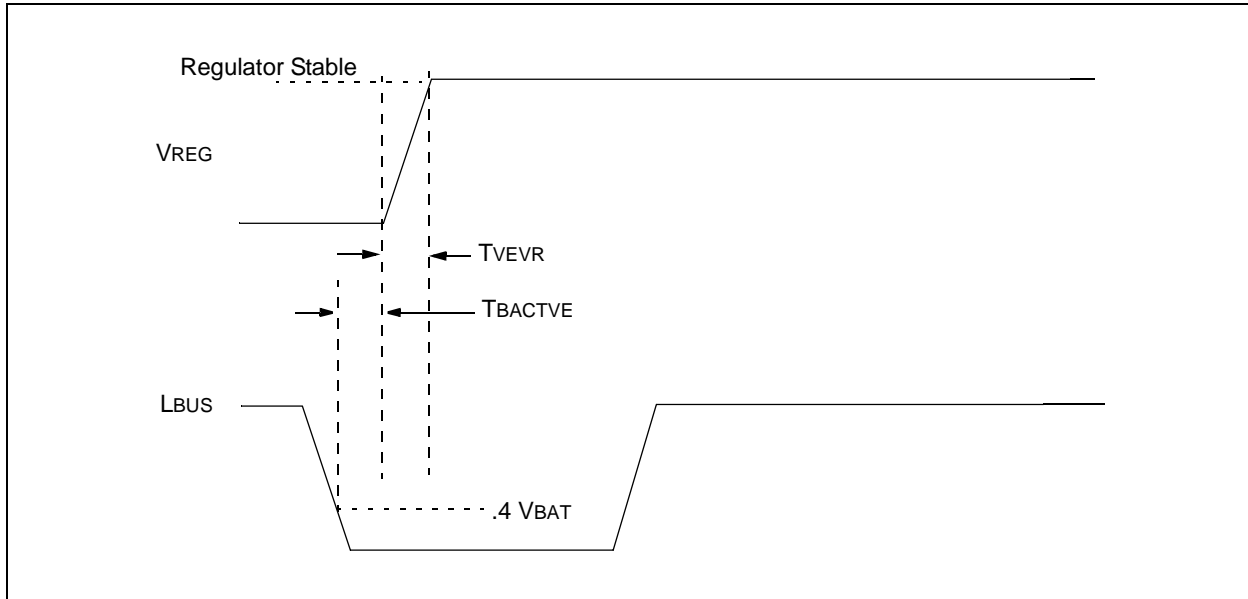 Regulator Stable
VREG
TVEVR
TBACTVE
LBUS
.4 VBAT